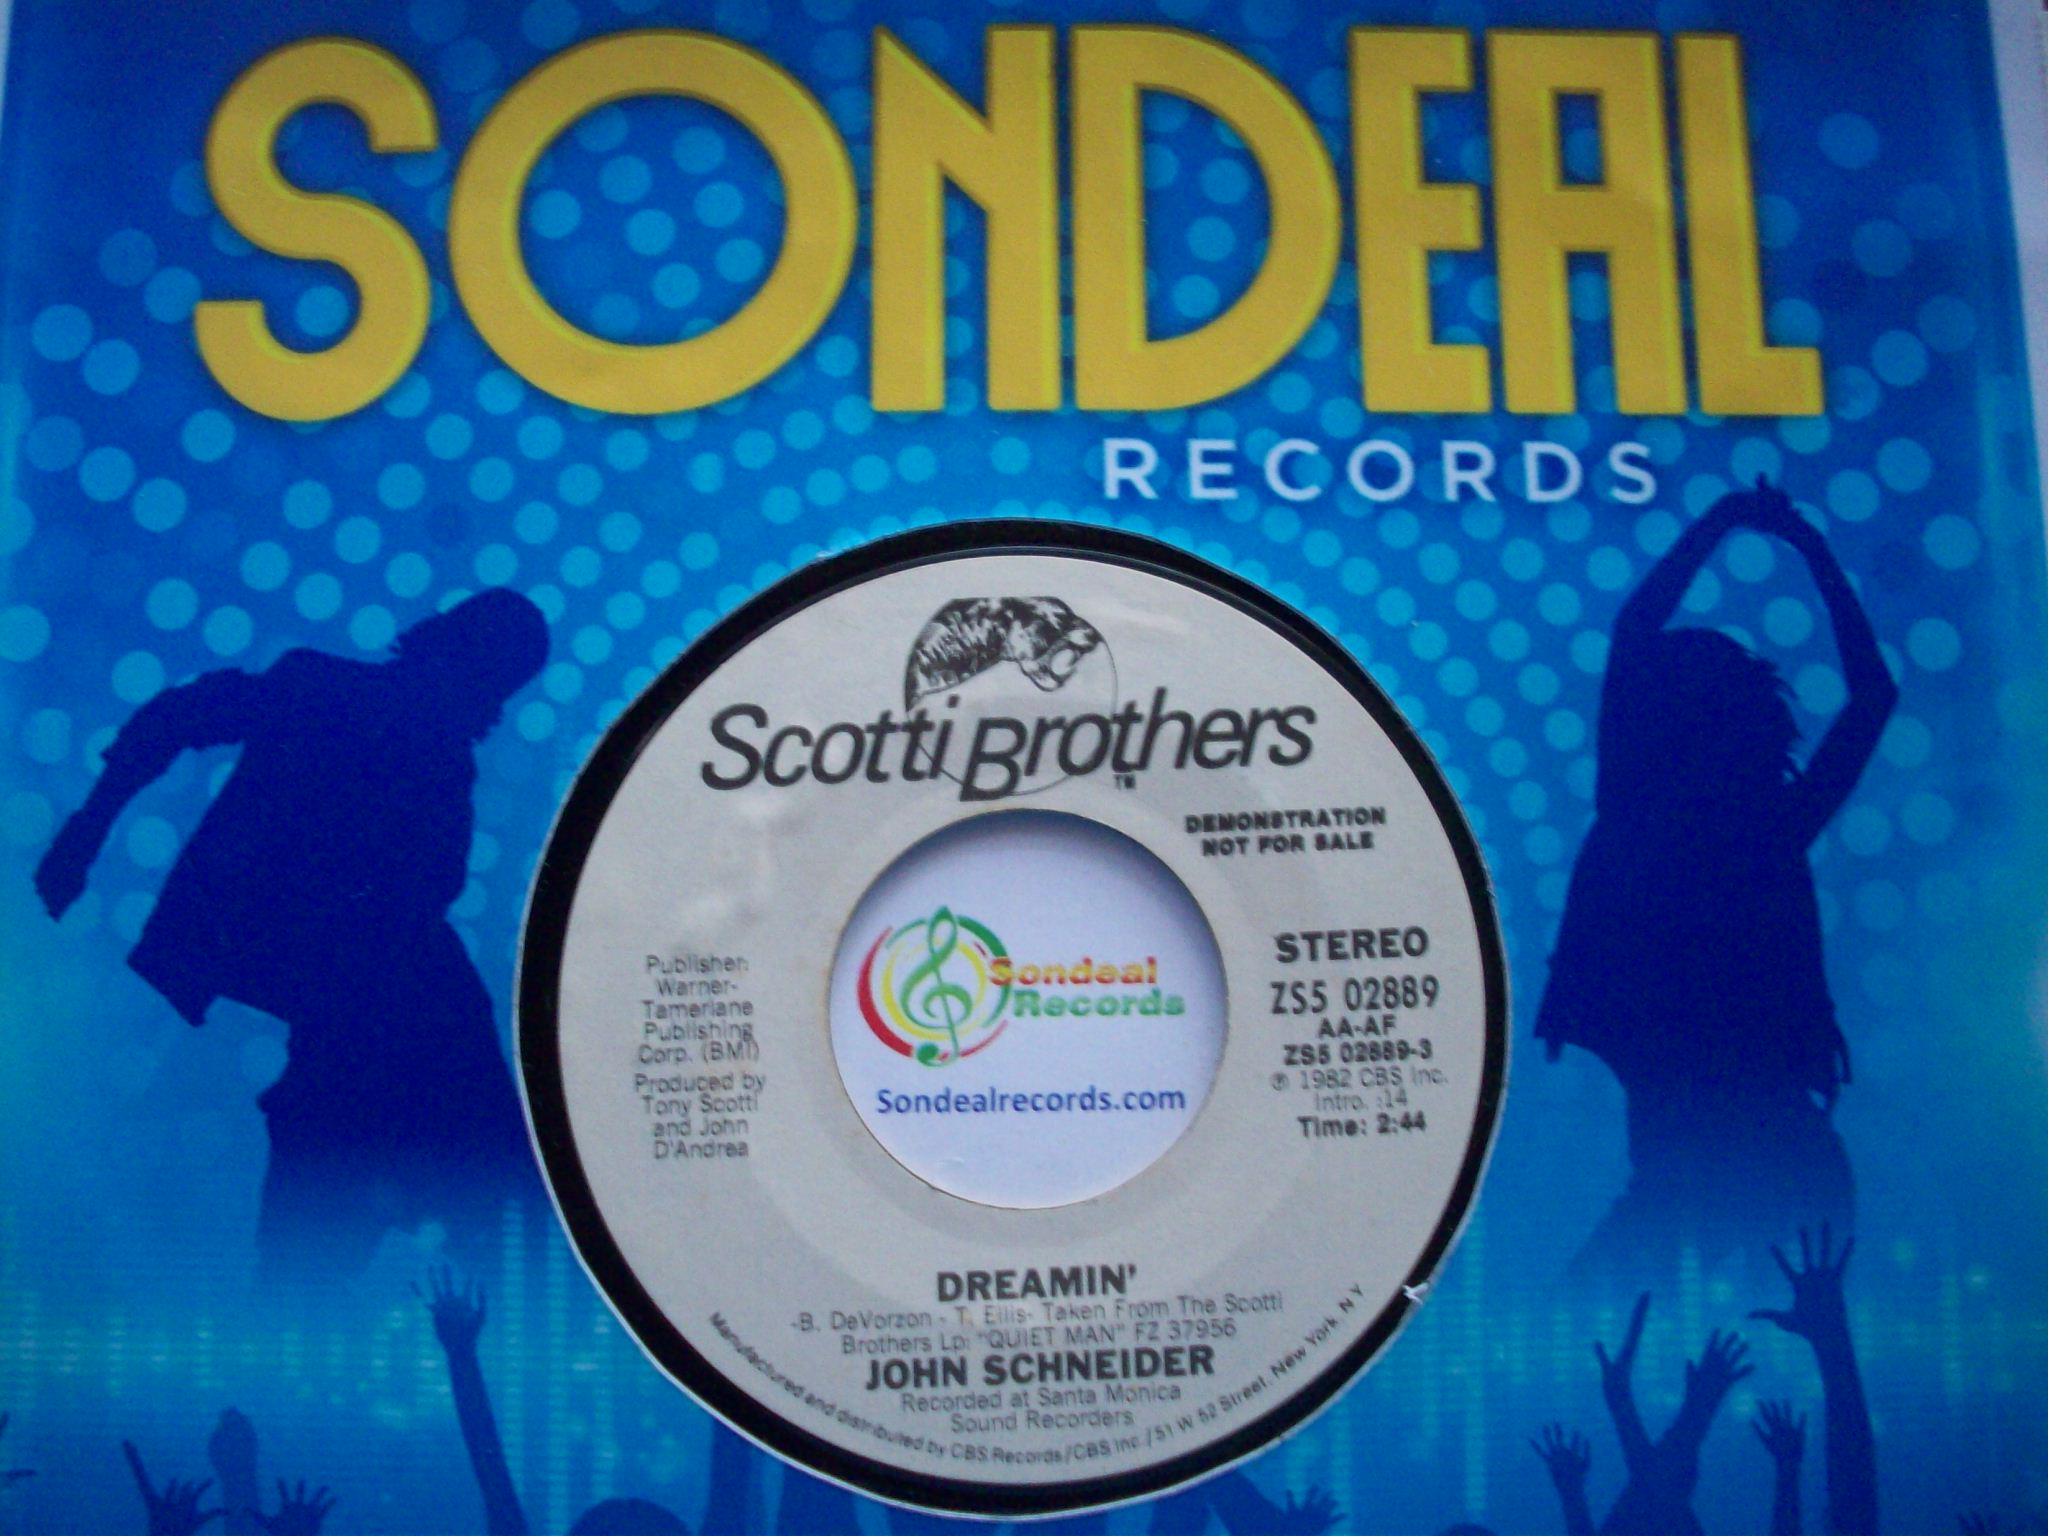 SONDEAL
RECORDS
Scotti Brothers
TM
DEMONSTRATION
NOT FOR SALE
Publisher:
Warner-
Tamerlane
Publishing
Corp. (BMI)
Produced by
Tony Scotti
and John
D'Andrea
Sondeal
Records
Sondealrecords.com
STEREO
ZS5 02889
AA-AF
ZS5 02889-3
℗ 1982 CBS Inc.
Intro. :14
Time: 2:44
DREAMIN'
-B. DeVorzon - T. Ellis- Taken From The Scotti
Brothers Lp: "QUIET MAN" FZ 37956
JOHN SCHNEIDER
Recorded at Santa Monica
Sound Recorders
Manufactured and distributed by CBS Records/CBS Inc./51 W 52 Street, New York, N Y